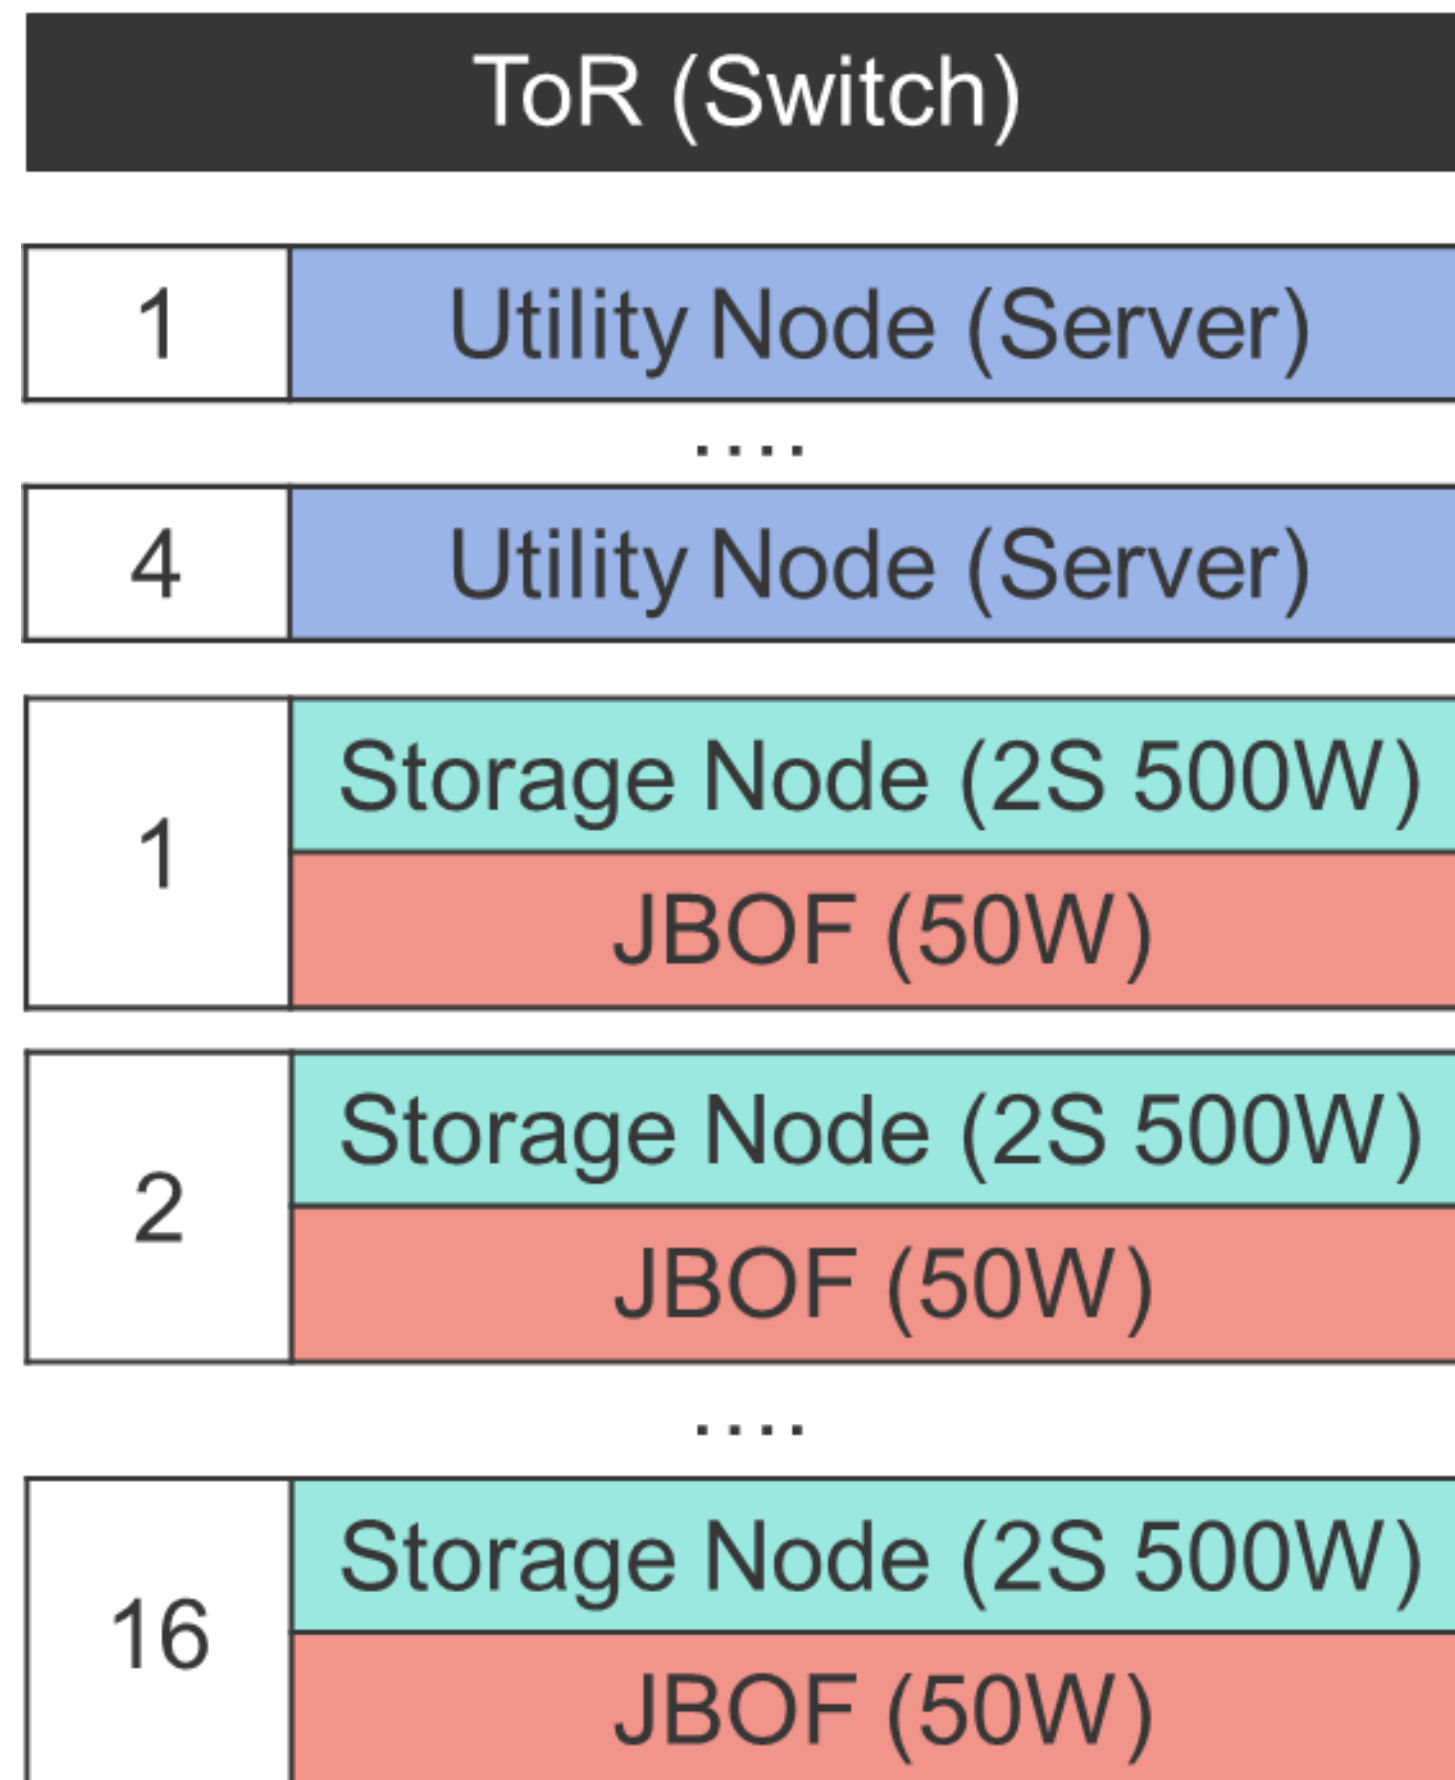 ToR (Switch)
1 Utility Node (Server)
....
4 Utility Node (Server)
1
Storage Node (2S 500W)
JBOF (50W)
2
Storage Node (2S 500W)
JBOF (50W)
....
16
Storage Node (2S 500W)
JBOF (50W)